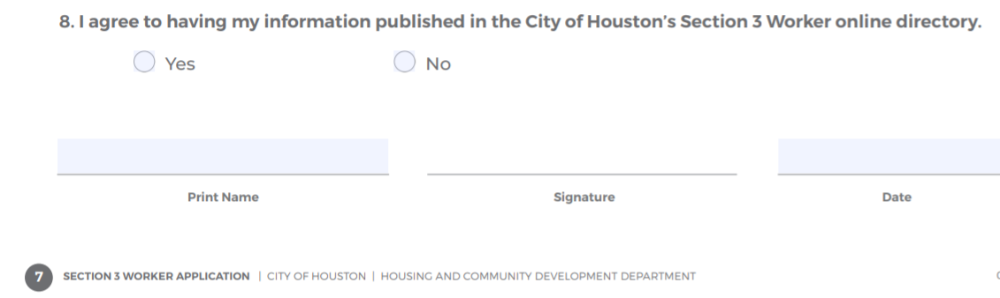 8. I agree to having my information published in the City of Houston's Section 3 Worker online directory.
Yes No
Print Name Signature Date
7 SECTION 3 WORKER APPLICATION | CITY OF HOUSTON | HOUSING AND COMMUNITY DEVELOPMENT DEPARTMENT